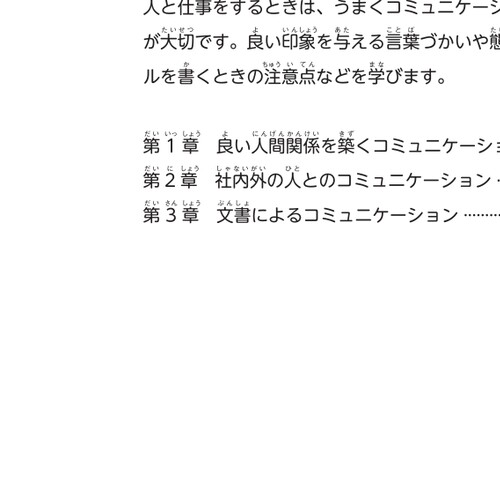 人と仕事をするときは、うまくコミュニケーシ
が大切です。良い印象を与える言葉づかいや態
ルを書くときの注意点などを学びます。
第1章　良い人間関係を築くコミュニケーショ
第2章　社内外の人とのコミュニケーション
第3章　文書によるコミュニケーション ………